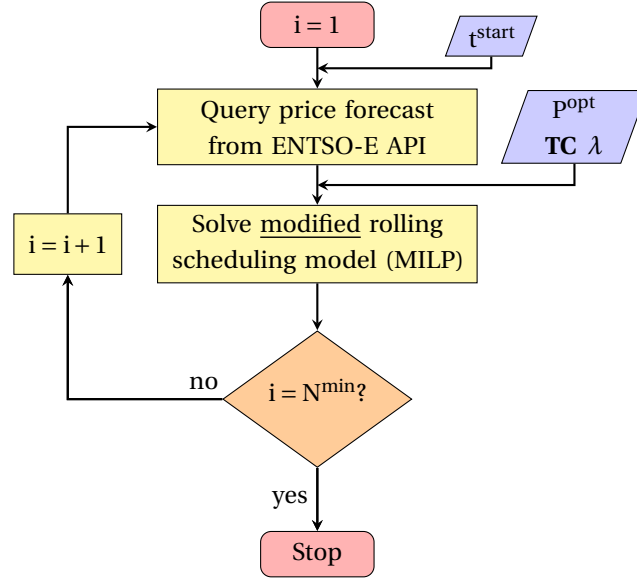 i = 1
t^start
Query price forecast
from ENTSO-E API
P^opt
TC λ
Solve modified rolling
scheduling model (MILP)
i = i + 1
i = N^min?
no
yes
Stop